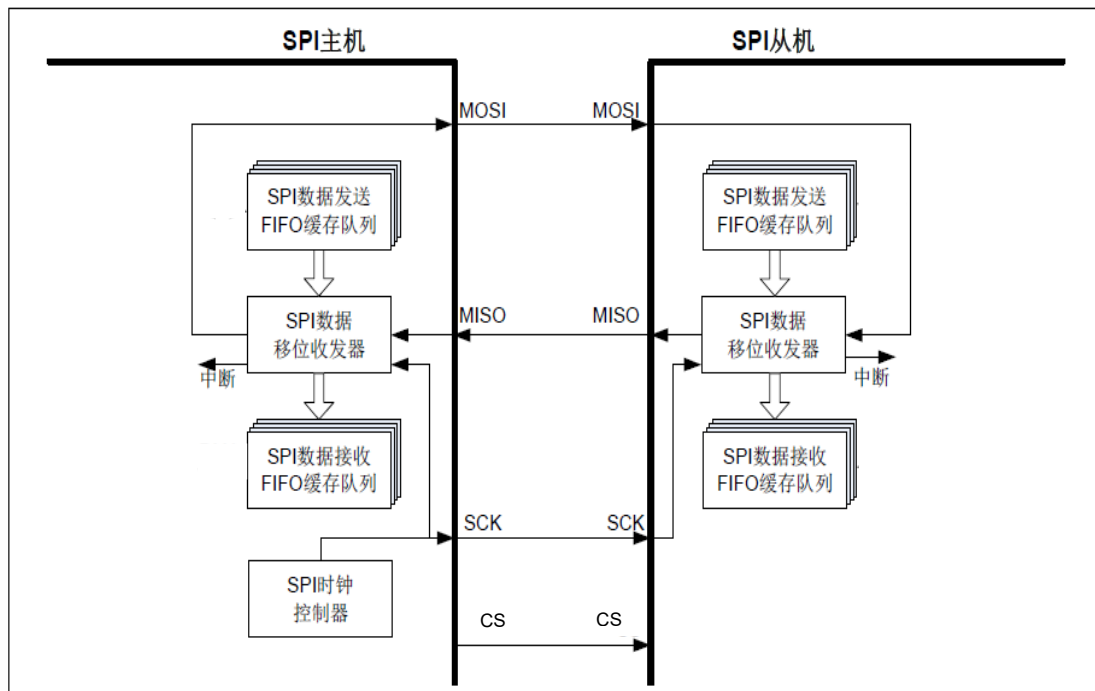 SPI主机
SPI从机
MOSI
MOSI
SPI数据发送
FIFO缓存队列
SPI数据发送
FIFO缓存队列
MISO
MISO
SPI数据
移位收发器
SPI数据
移位收发器
中断
中断
SPI数据接收
FIFO缓存队列
SPI数据接收
FIFO缓存队列
SCK
SCK
SPI时钟
控制器
CS
CS